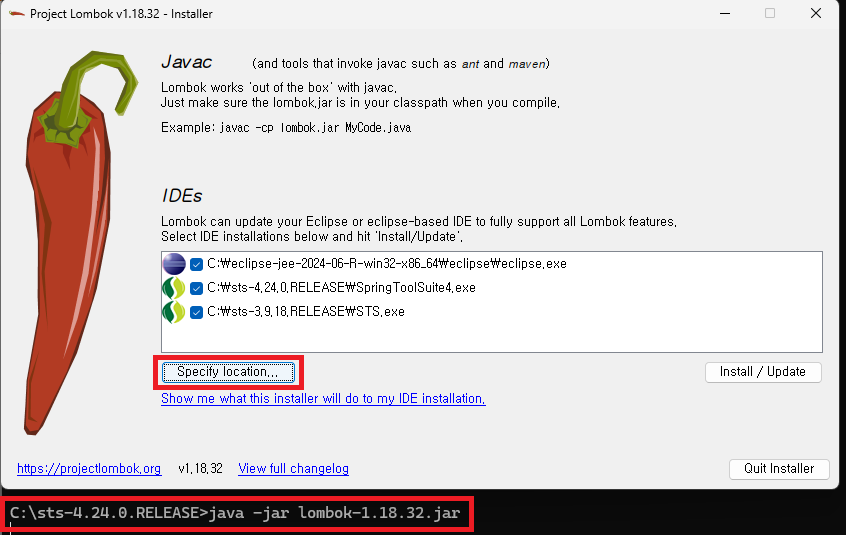 Project Lombok v1.18.32 - Installer
Javac (and tools that invoke javac such as ant and maven)
Lombok works 'out of the box' with javac.
Just make sure the lombok.jar is in your classpath when you compile.
Example: javac -cp lombok.jar MyCode.java
IDEs
Lombok can update your Eclipse or eclipse-based IDE to fully support all Lombok features.
Select IDE installations below and hit 'Install/Update'.
C:₩eclipse-jee-2024-06-R-win32-x86_64₩eclipse₩eclipse.exe
C:₩sts-4.24.0.RELEASE₩SpringToolSuite4.exe
C:₩sts-3.9.18.RELEASE₩STS.exe
Specify location... Install / Update
Show me what this installer will do to my IDE installation.
https://projectlombok.org v1.18.32 View full changelog Quit Installer
C:\sts-4.24.0.RELEASE>java -jar lombok-1.18.32.jar